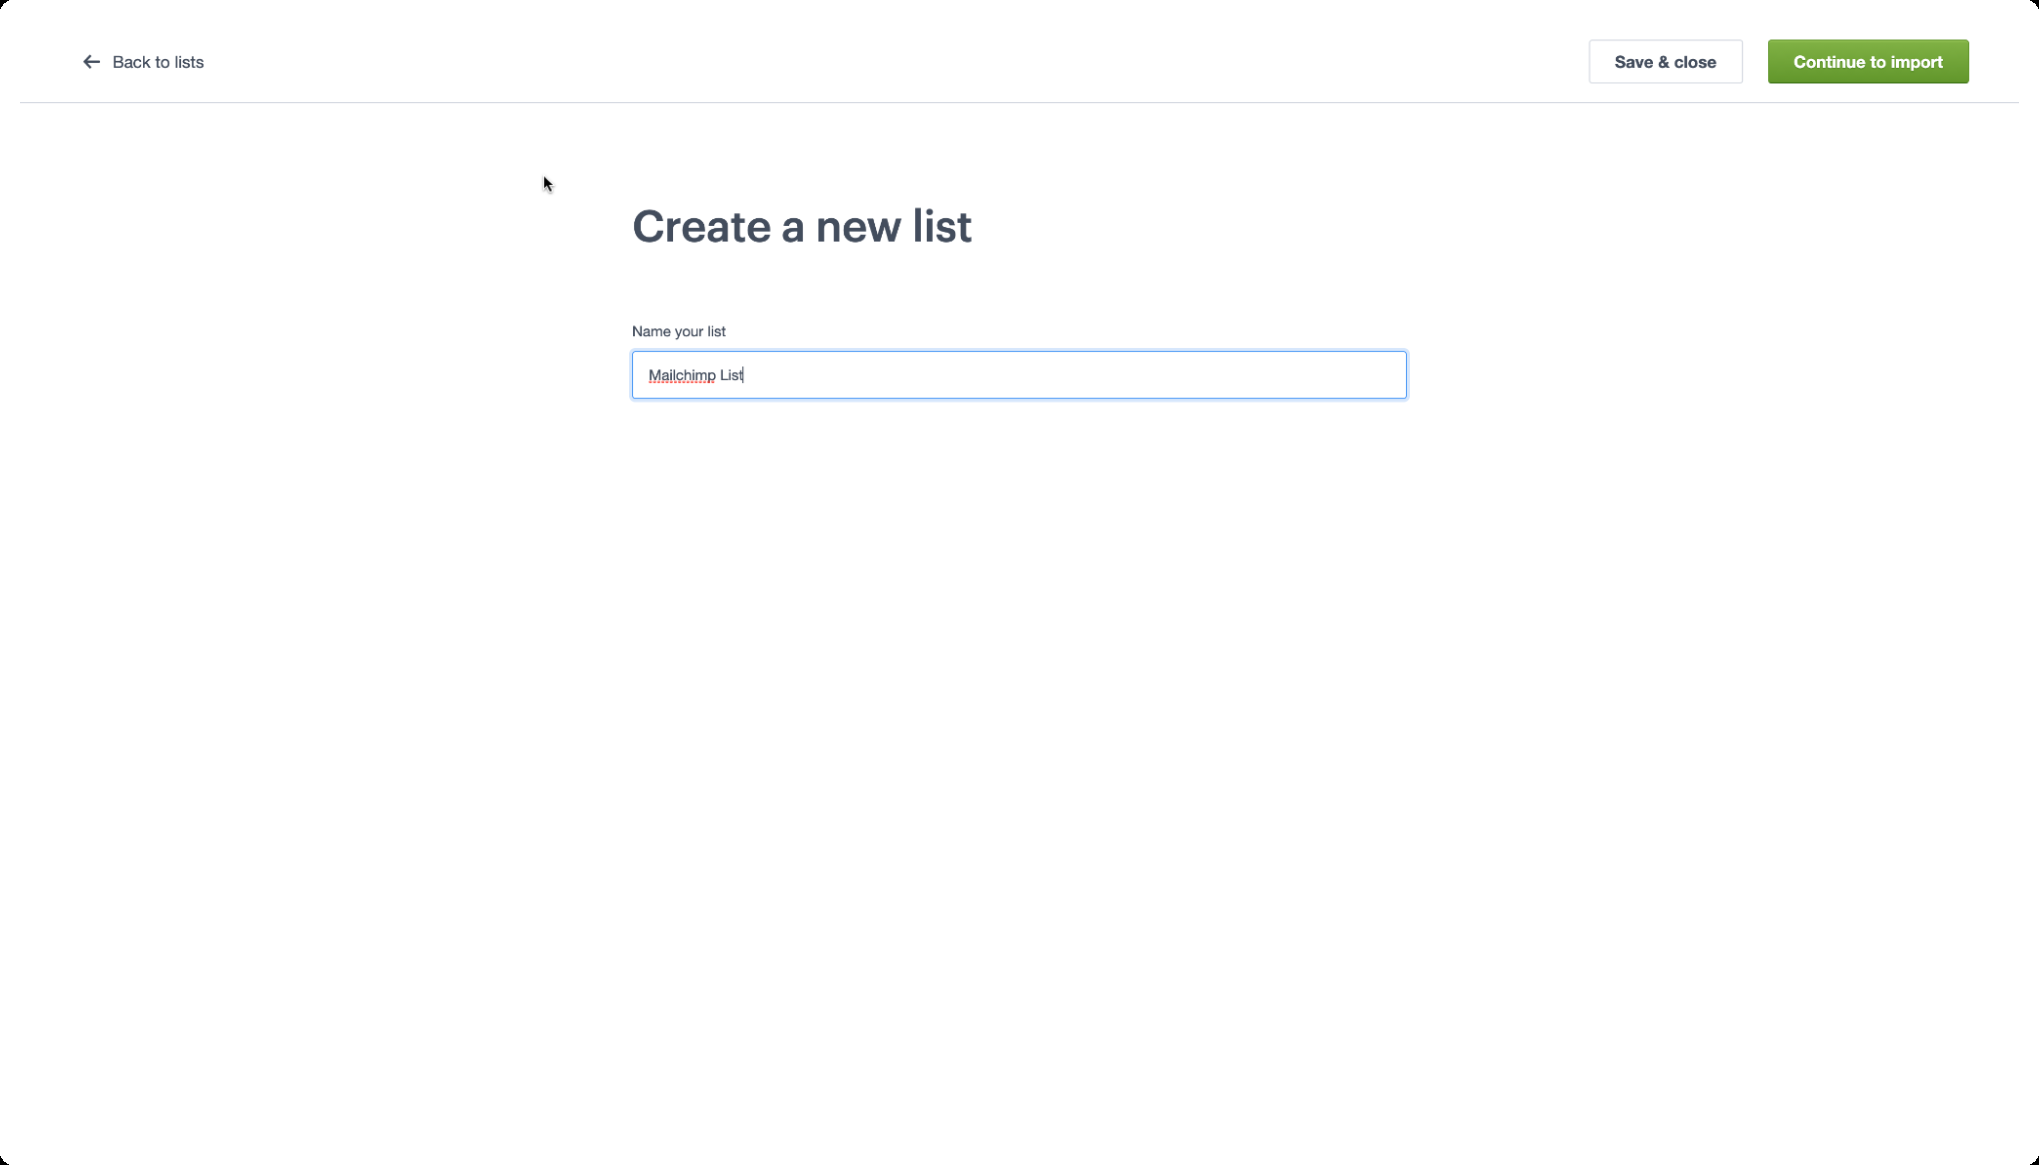 Back to lists
Save & close
Continue to import
Create a new list
Name your list
Mailchimp List